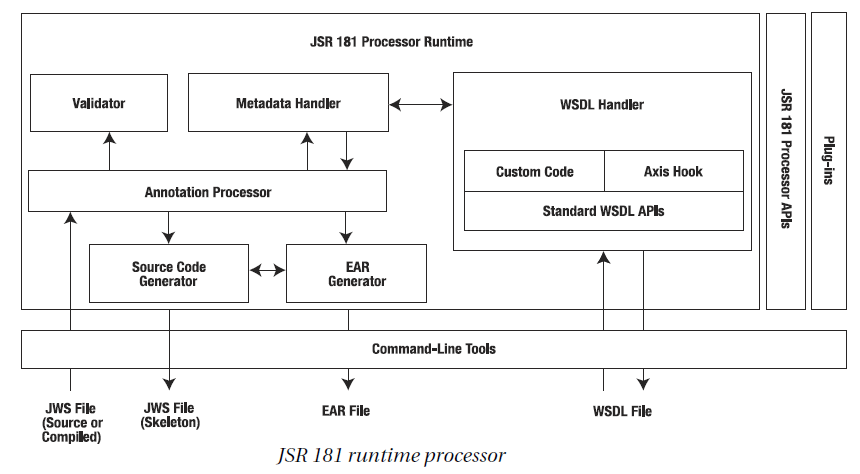 JSR 181 Processor Runtime
Validator
Metadata Handler
WSDL Handler
Custom Code
Axis Hook
Standard WSDL APIs
Annotation Processor
Source Code
Generator
EAR
Generator
JSR 181 Processor APIs
Plug-ins
Command-Line Tools
JWS File
(Source or
Compiled)
JWS File
(Skeleton)
EAR File
WSDL File
JSR 181 runtime processor